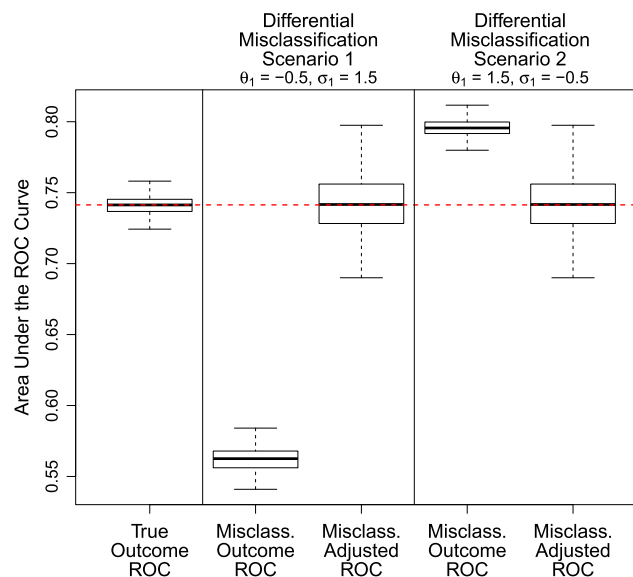 Differential
Misclassification
Scenario 1
θ1 = −0.5, σ1 = 1.5
Differential
Misclassification
Scenario 2
θ1 = 1.5, σ1 = −0.5
Area Under the ROC Curve
0.80
0.75
0.70
0.65
0.60
0.55
True
Outcome
ROC
Misclass.
Outcome
ROC
Misclass.
Adjusted
ROC
Misclass.
Outcome
ROC
Misclass.
Adjusted
ROC